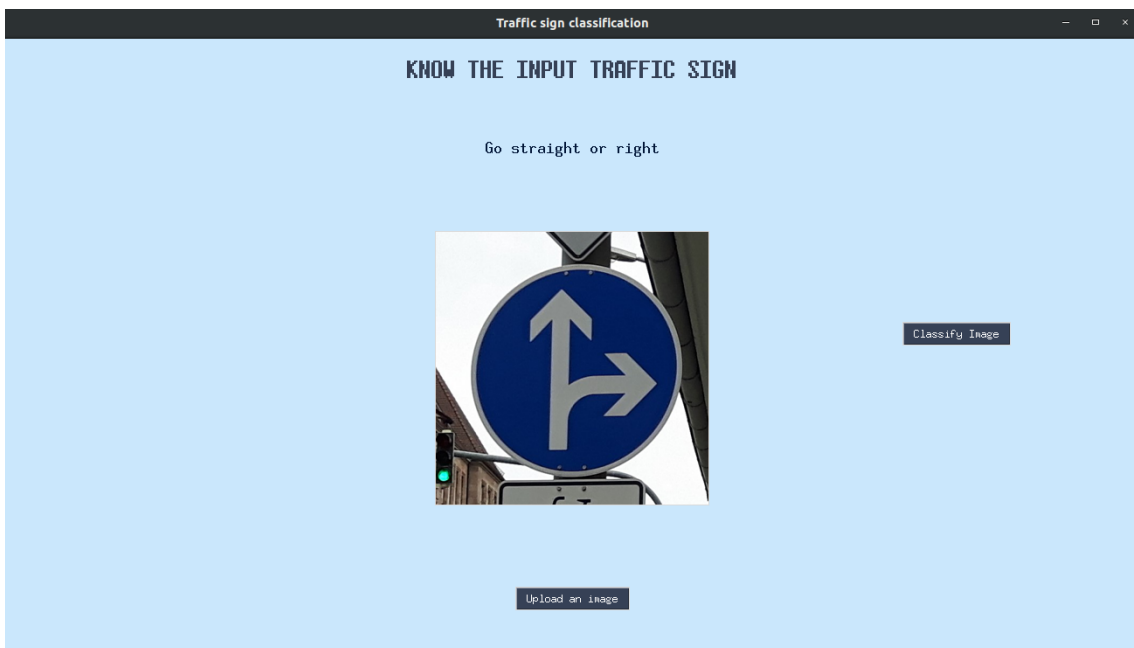 Traffic sign classification
KNOW THE INPUT TRAFFIC SIGN
Go straight or right
Classify Image
Upload an image